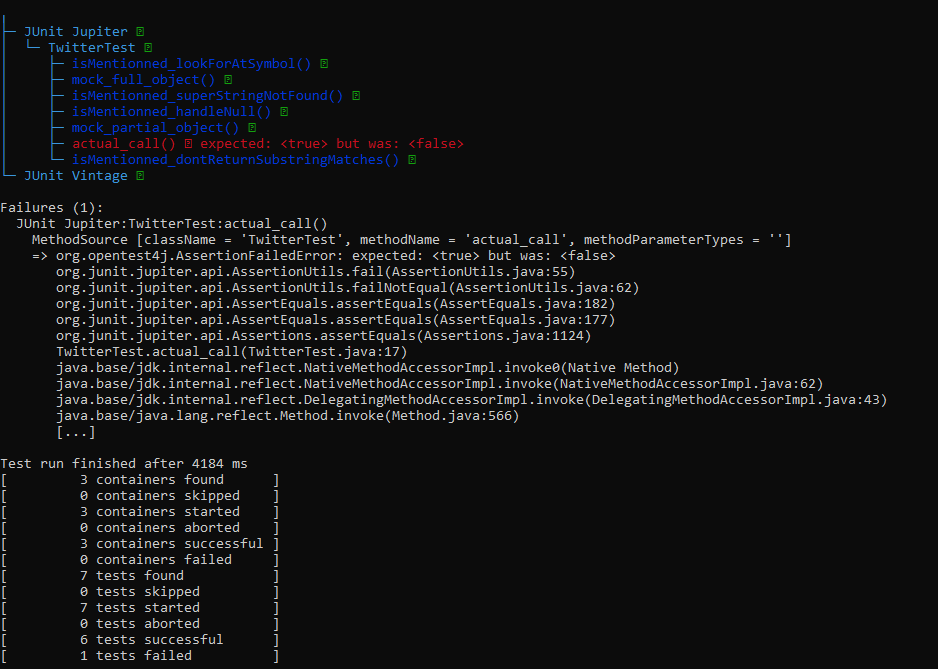 ├─ JUnit Jupiter ⍰
│  └─ TwitterTest ⍰
│     ├─ isMentionned_lookForAtSymbol() ⍰
│     ├─ mock_full_object() ⍰
│     ├─ isMentionned_superStringNotFound() ⍰
│     ├─ isMentionned_handleNull() ⍰
│     ├─ mock_partial_object() ⍰
│     ├─ actual_call() ⍰ expected: <true> but was: <false>
│     └─ isMentionned_dontReturnSubstringMatches() ⍰
└─ JUnit Vintage ⍰
Failures (1):
  JUnit Jupiter:TwitterTest:actual_call()
    MethodSource [className = 'TwitterTest', methodName = 'actual_call', methodParameterTypes = '']
    => org.opentest4j.AssertionFailedError: expected: <true> but was: <false>
       org.junit.jupiter.api.AssertionUtils.fail(AssertionUtils.java:55)
       org.junit.jupiter.api.AssertionUtils.failNotEqual(AssertionUtils.java:62)
       org.junit.jupiter.api.AssertEquals.assertEquals(AssertEquals.java:182)
       org.junit.jupiter.api.AssertEquals.assertEquals(AssertEquals.java:177)
       org.junit.jupiter.api.Assertions.assertEquals(Assertions.java:1124)
       TwitterTest.actual_call(TwitterTest.java:17)
       java.base/jdk.internal.reflect.NativeMethodAccessorImpl.invoke0(Native Method)
       java.base/jdk.internal.reflect.NativeMethodAccessorImpl.invoke(NativeMethodAccessorImpl.java:62)
       java.base/jdk.internal.reflect.DelegatingMethodAccessorImpl.invoke(DelegatingMethodAccessorImpl.java:43)
       java.base/java.lang.reflect.Method.invoke(Method.java:566)
       [...]
Test run finished after 4184 ms
[         3 containers found      ]
[         0 containers skipped    ]
[         3 containers started    ]
[         0 containers aborted    ]
[         3 containers successful ]
[         0 containers failed     ]
[         7 tests found           ]
[         0 tests skipped         ]
[         7 tests started         ]
[         0 tests aborted         ]
[         6 tests successful      ]
[         1 tests failed          ]